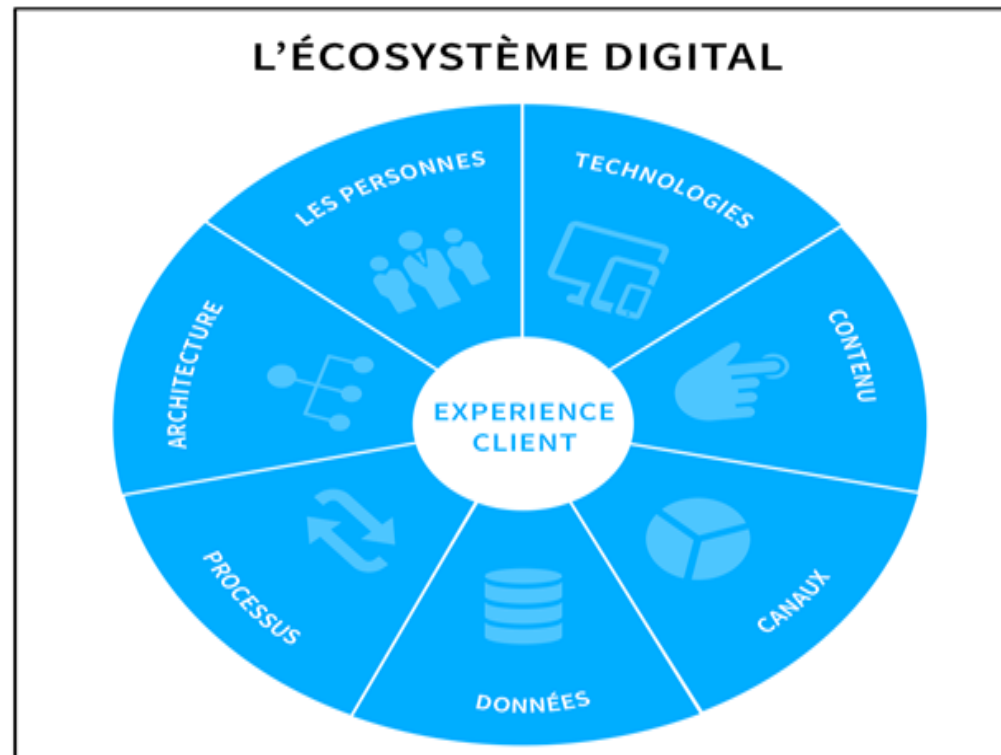 L'ÉCOSYSTÈME DIGITAL
LES PERSONNES
TECHNOLOGIES
CONTENU
CANAUX
DONNÉES
PROCESSUS
ARCHITECTURE
EXPERIENCE
CLIENT